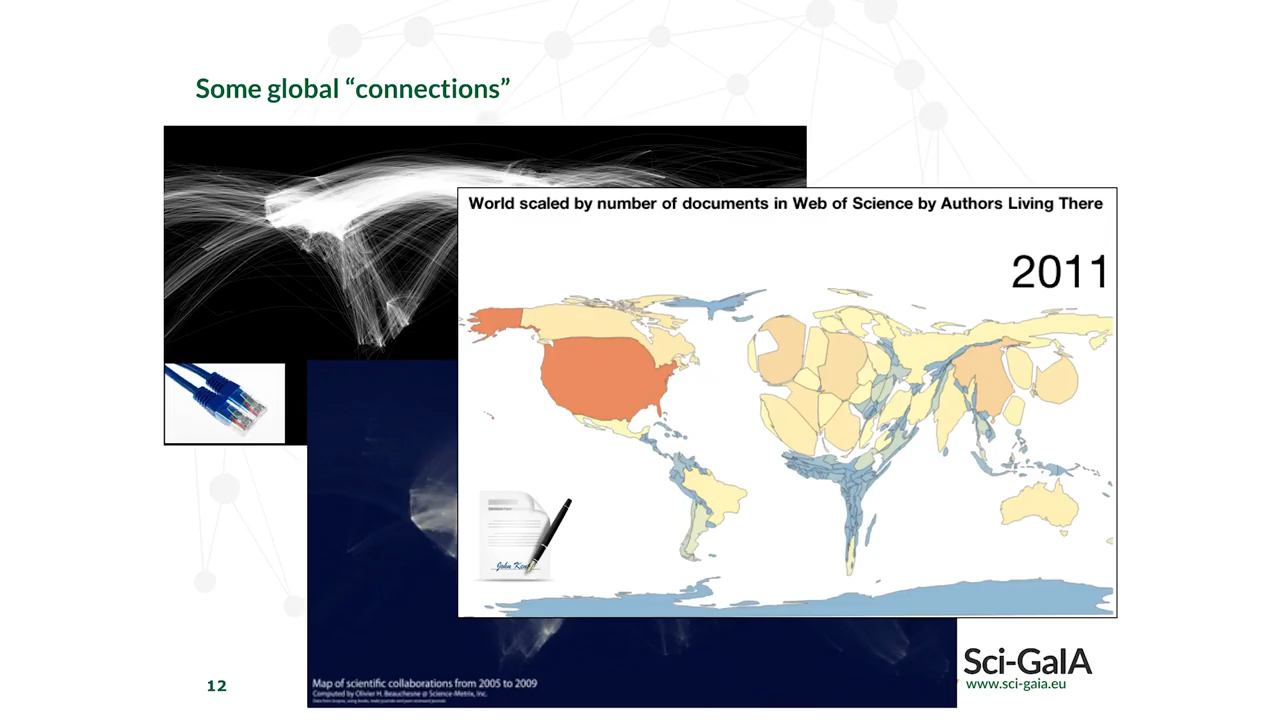 Some global “connections”
World scaled by number of documents in Web of Science by Authors Living There
2011
Map of scientific collaborations from 2005 to 2009
Computed by Olivier H. Beauchesne @ Science-Metrix, Inc.
12
Sci-GaIA
www.sci-gaia.eu